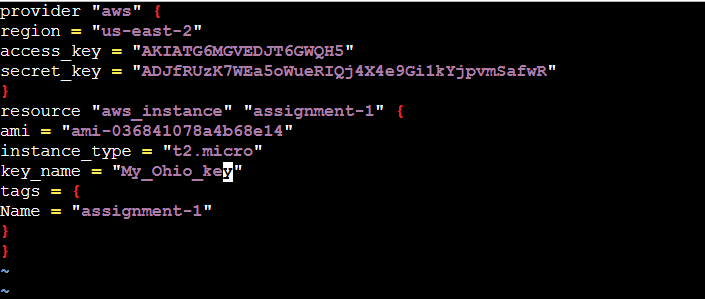 provider "aws" {
region = "us-east-2"
access_key = "AKIATG6MGVEDJT6GWQH5"
secret_key = "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"
}
resource "aws_instance" "assignment-1" {
ami = "ami-036841078a4b68e14"
instance_type = "t2.micro"
key_name = "My_Ohio_key"
tags = {
Name = "assignment-1"
}
}
~
~